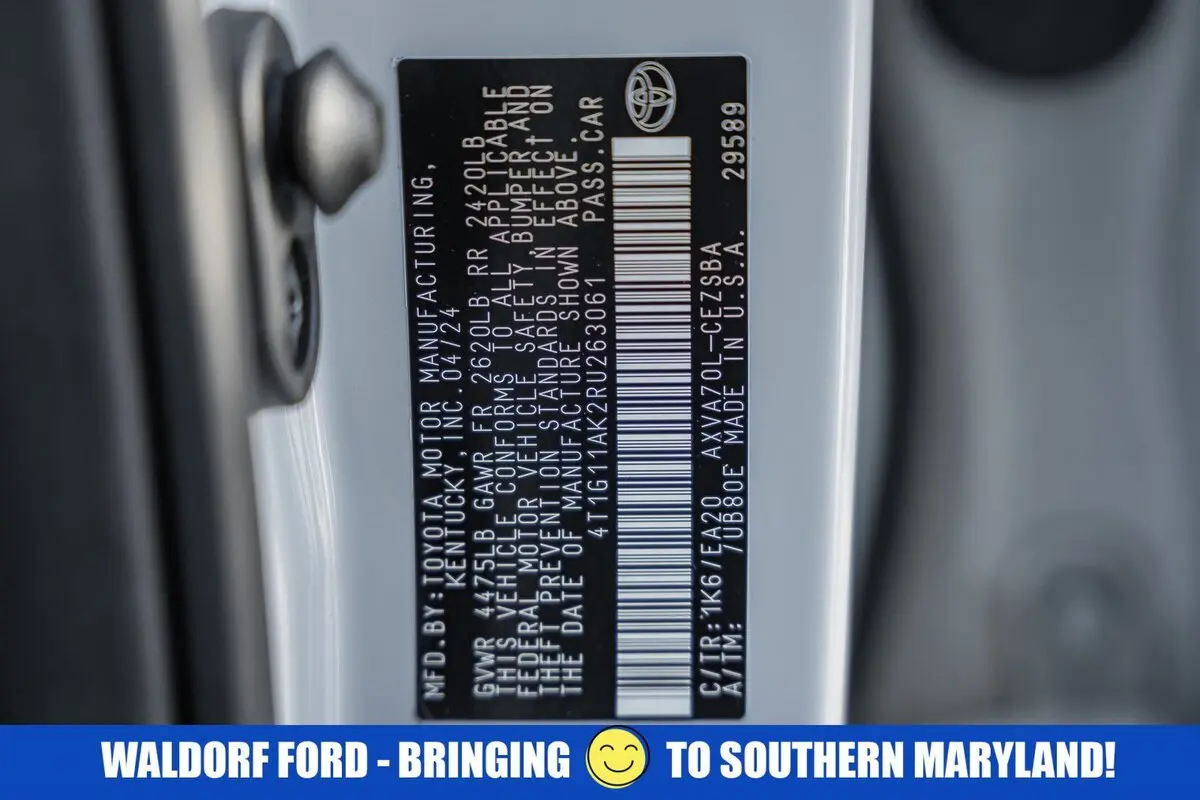 MFD.BY:TOYOTA MOTOR MANUFACTURING,
KENTUCKY, INC.04/24
GVWR 4475LB GAWR FR 2620LB RR 2420LB
THIS VEHICLE CONFORMS TO ALL APPLICABLE
FEDERAL MOTOR VEHICLE SAFETY, BUMPER AND
THEFT PREVENTION STANDARDS IN EFFECT ON
THE DATE OF MANUFACTURE SHOWN ABOVE.
4T1G11AK2RU263061 PASS.CAR
C/TR:1K6/EA20 AXVA70L-CEZSBA
A/TM: /UB80E MADE IN U.S.A. 29589
WALDORF FORD - BRINGING TO SOUTHERN MARYLAND!